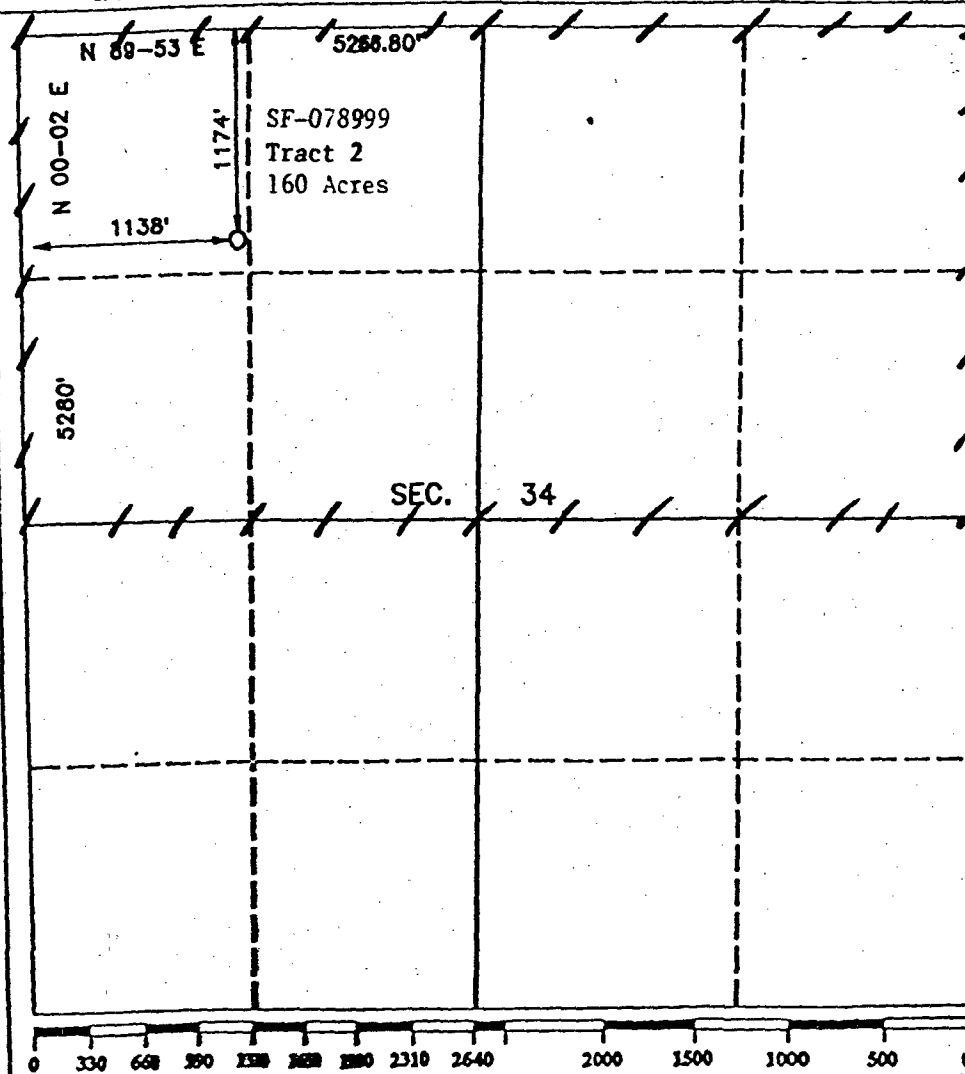 N 89-53 E 5266.80'
N 00-02 E
1174'
SF-078999
Tract 2
160 Acres
1138'
5280'
SEC. 34
0 330 660 2310 2640 2000 1500 1000 500